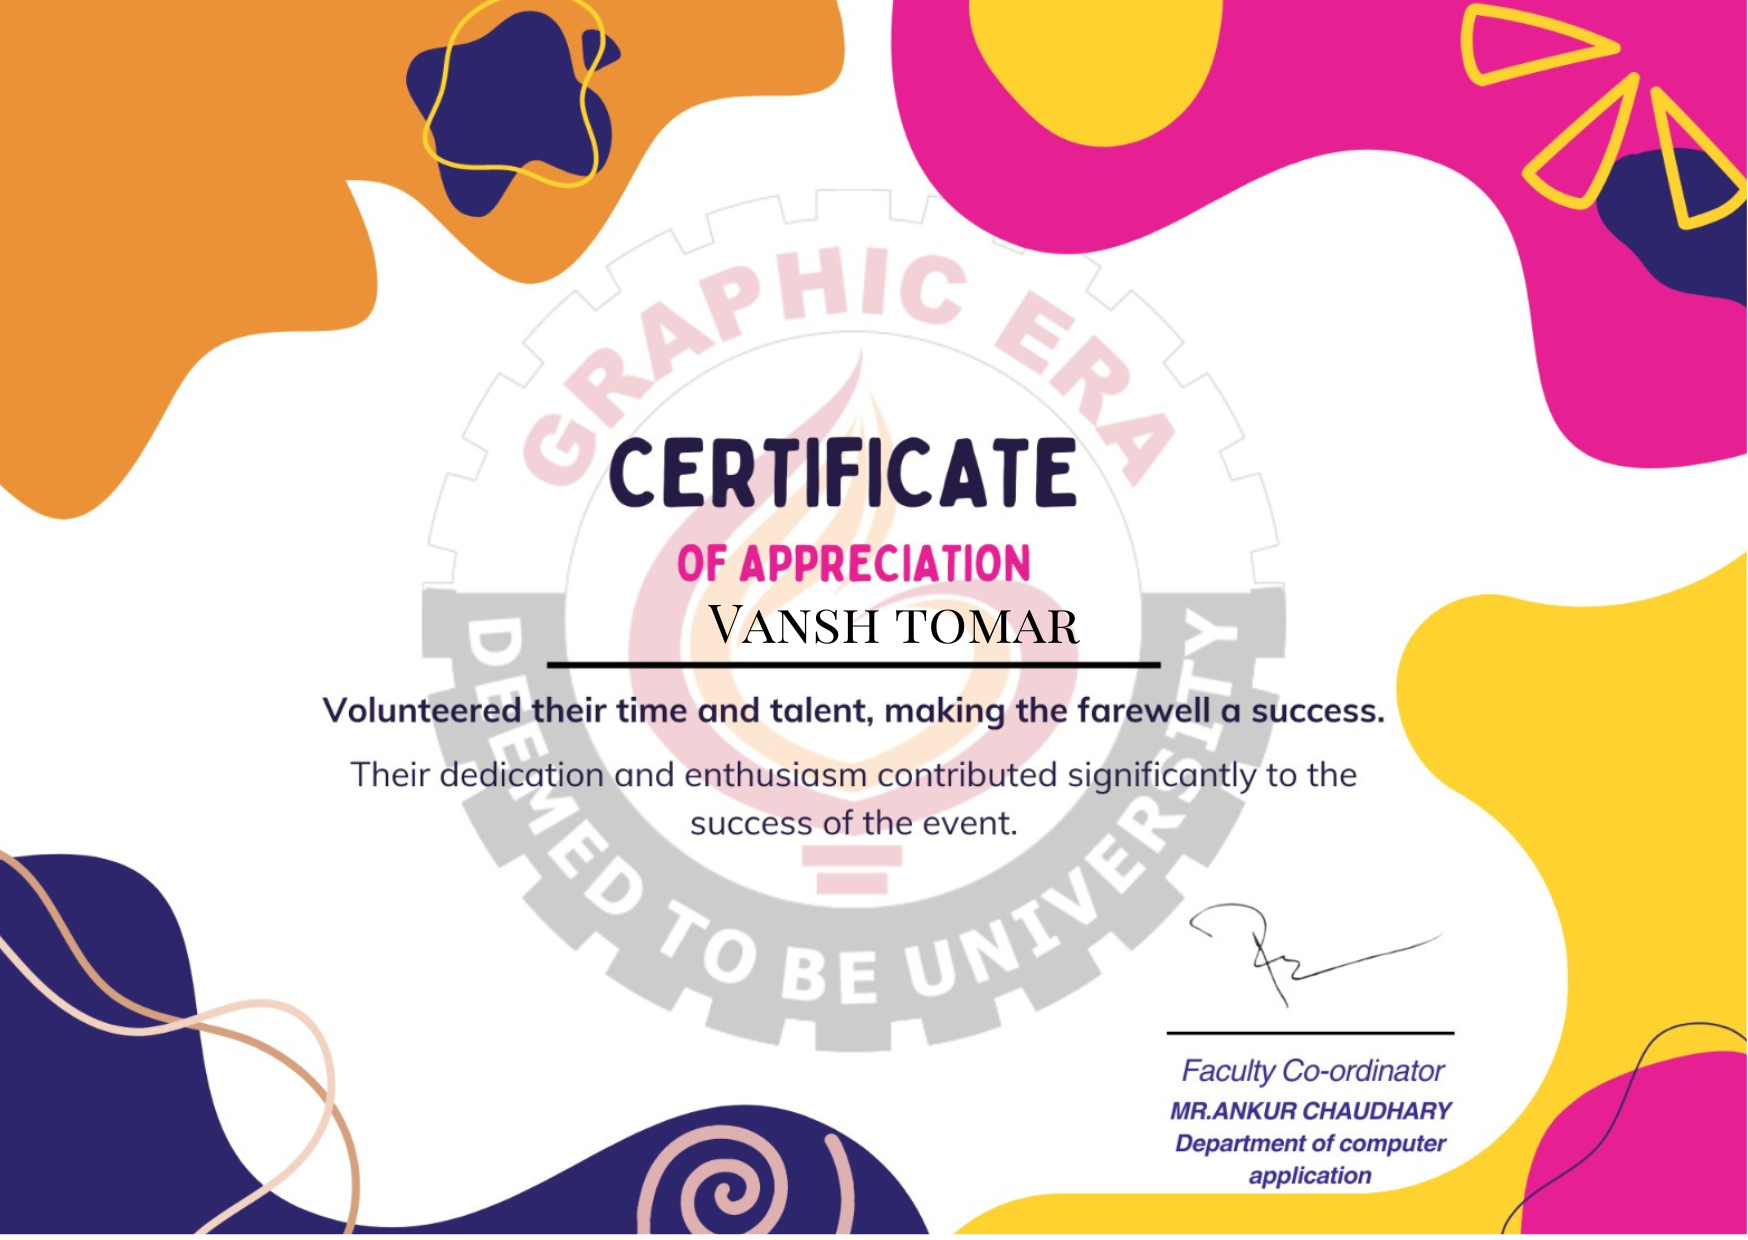 GRAPHIC ERA
CERTIFICATE
OF APPRECIATION
VANSH TOMAR
Volunteered their time and talent, making the farewell a success.
Their dedication and enthusiasm contributed significantly to the
success of the event.
DEEMED TO BE UNIVERSITY
Faculty Co-ordinator
MR.ANKUR CHAUDHARY
Department of computer
application